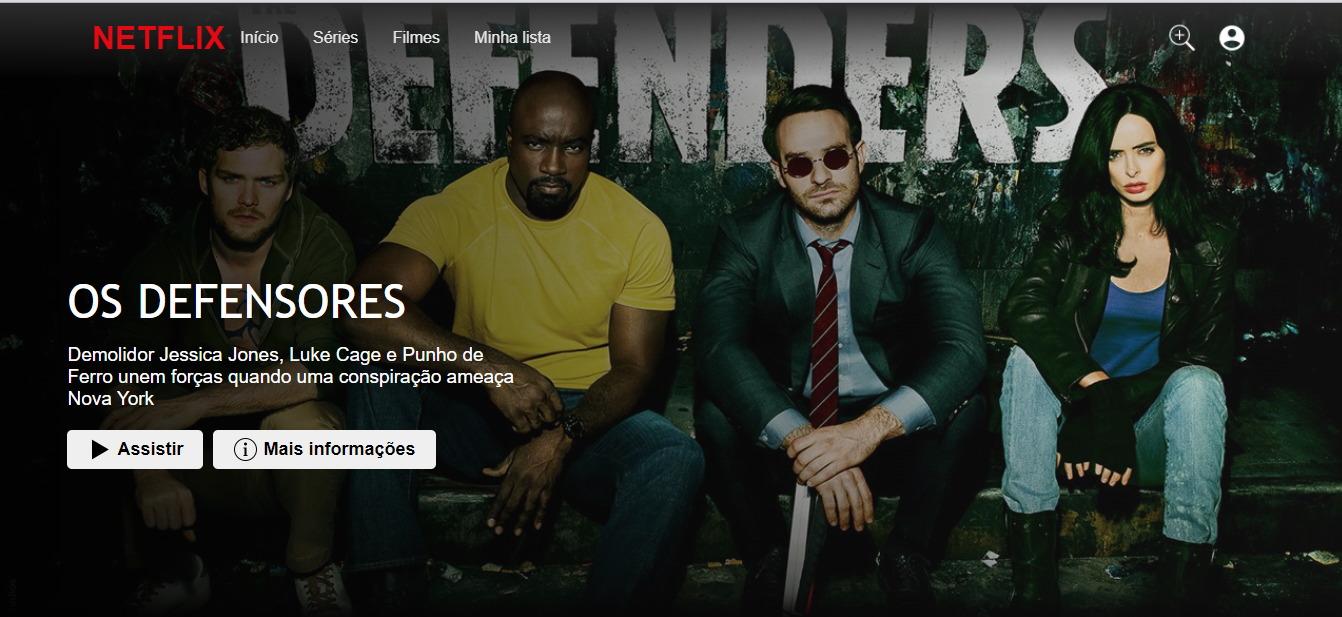 NETFLIX Início Séries Filmes Minha lista
THE
DEFENDERS
OS DEFENSORES
Demolidor Jessica Jones, Luke Cage e Punho de
Ferro unem forças quando uma conspiração ameaça
Nova York
Assistir Mais informações